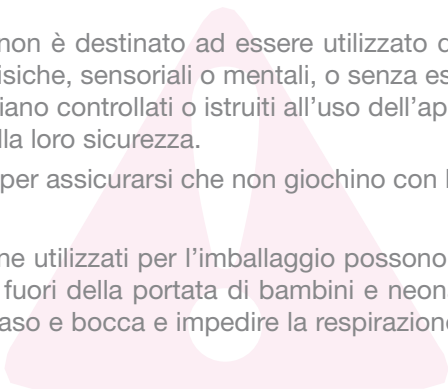 non è destinato ad essere utilizzato
isiche, sensoriali o mentali, o senza
iano controllati o istruiti all’uso dell’ap
lla loro sicurezza.
per assicurarsi che non giochino con
ne utilizzati per l’imballaggio possono
fuori della portata di bambini e neon
aso e bocca e impedire la respirazione